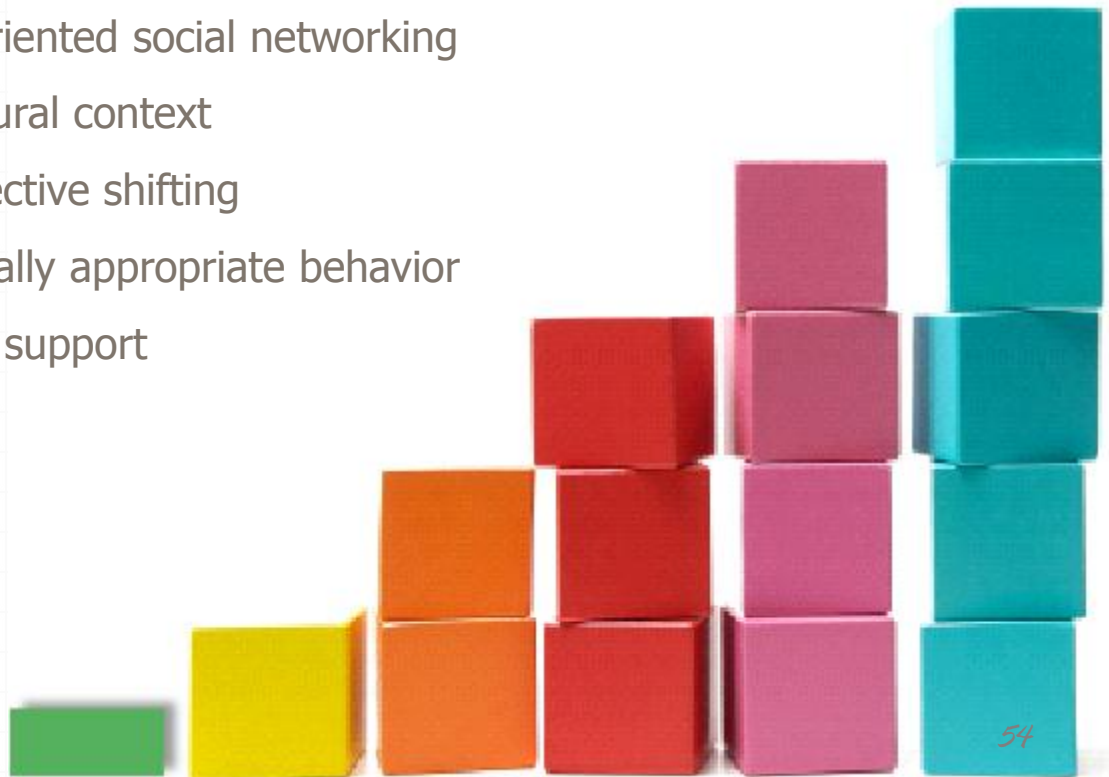 riented social networking
ural context
ective shifting
ally appropriate behavior
support
54